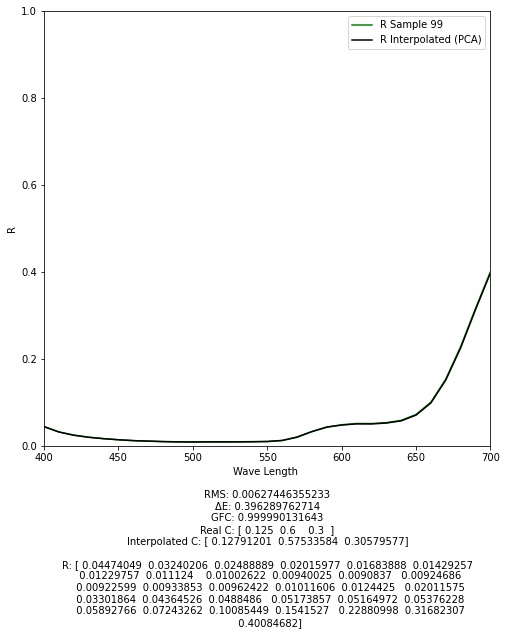 1.0
0.8
0.6
0.4
0.2
0.0
R
R Sample 99
R Interpolated (PCA)
400 450 500 550 600 650 700
Wave Length
RMS: 0.00627446355233
ΔE: 0.396289762714
GFC: 0.999990131643
Real C: [ 0.125 0.6 0.3 ]
Interpolated C: [ 0.12791201 0.57533584 0.30579577]
R: [ 0.04474049 0.03240206 0.02488889 0.02015977 0.01683888 0.01429257
0.01229757 0.011124 0.01002622 0.00940025 0.0090837 0.00924686
0.00922599 0.00933853 0.00962422 0.01011606 0.0124425 0.02011575
0.03301864 0.04364526 0.0488486 0.05173857 0.05164972 0.05376228
0.05892766 0.07243262 0.10085449 0.1541527 0.22880998 0.31682307
0.40084682]